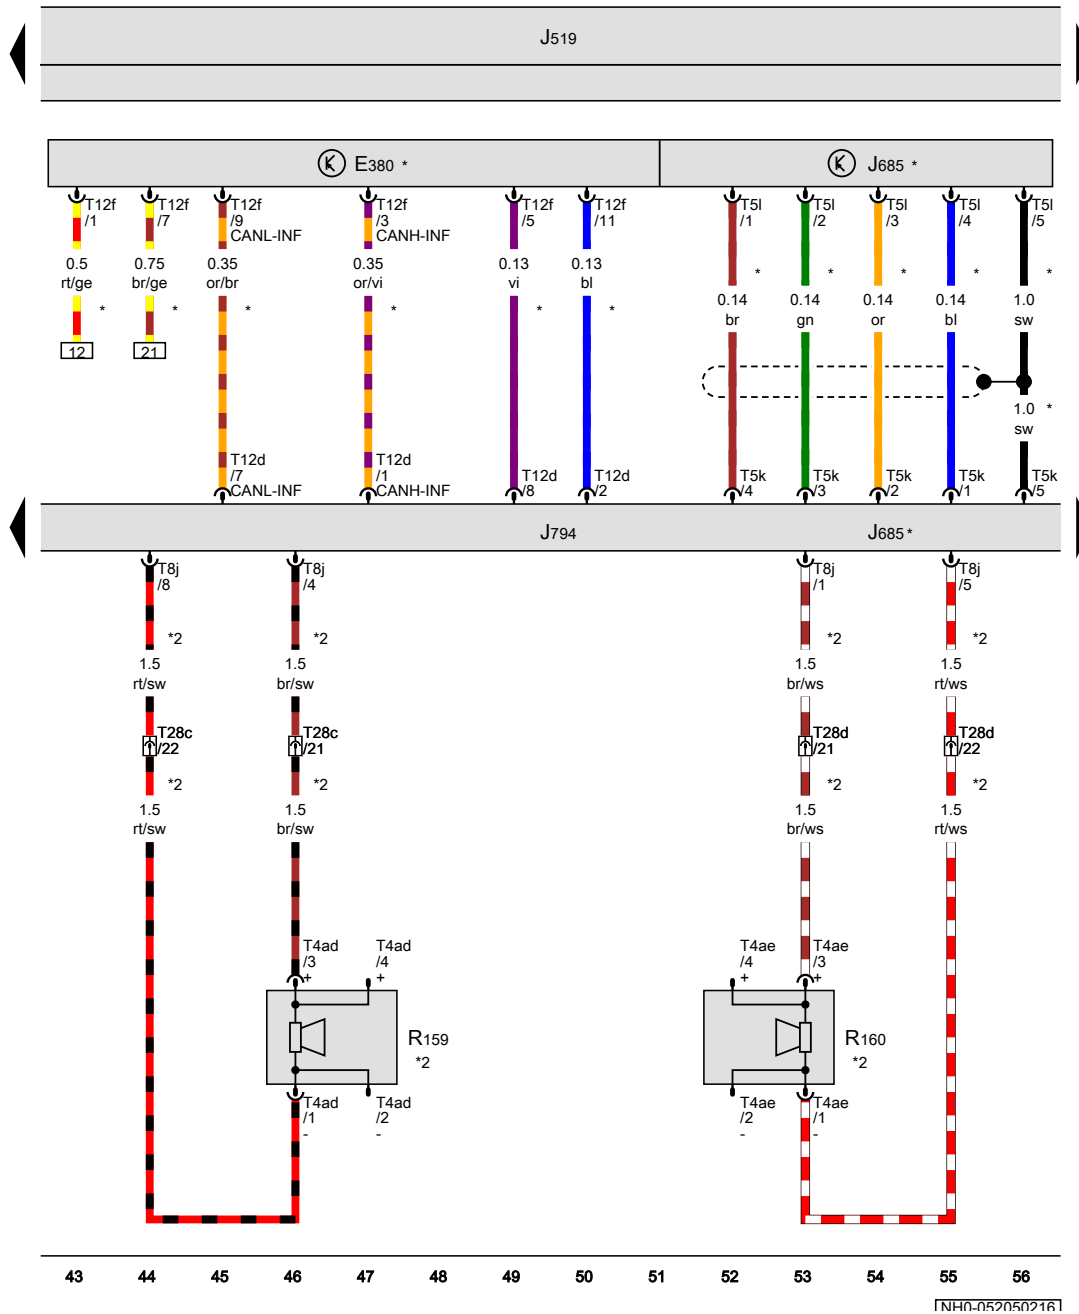 J519
E380 *
J685 *
T12f
/1
T12f
/7
T12f
/9
CANL-INF
T12f
/3
CANH-INF
T12f
/5
T12f
/11
T5l
/1
T5l
/2
T5l
/3
T5l
/4
T5l
/5
0.5
rt/ge
0.75
br/ge
0.35
or/br
0.35
or/vi
0.13
vi
0.13
bl
* * * * *
0.14
br
0.14
gn
0.14
or
0.14
bl
1.0
sw
* * * * * *
12
21
1.0 *
sw
T12d
/7
CANL-INF
T12d
/1
CANH-INF
T12d
/8
T12d
/2
T5k
/4
T5k
/3
T5k
/2
T5k
/1
T5k
/5
J794
J685 *
T8j
/8
T8j
/4
T8j
/1
T8j
/5
*2 *2 *2 *2
1.5
rt/sw
1.5
br/sw
1.5
br/ws
1.5
rt/ws
T28c
/22
T28c
/21
T28d
/21
T28d
/22
*2 *2 *2 *2
1.5
rt/sw
1.5
br/sw
1.5
br/ws
1.5
rt/ws
T4ad
/3
+
T4ad
/4
+
T4ae
/4
+
T4ae
/3
+
R159
*2
R160
*2
T4ad
/1
-
T4ad
/2
-
T4ae
/2
-
T4ae
/1
-
43 44 45 46 47 48 49 50 51 52 53 54 55 56
NH0-052050216